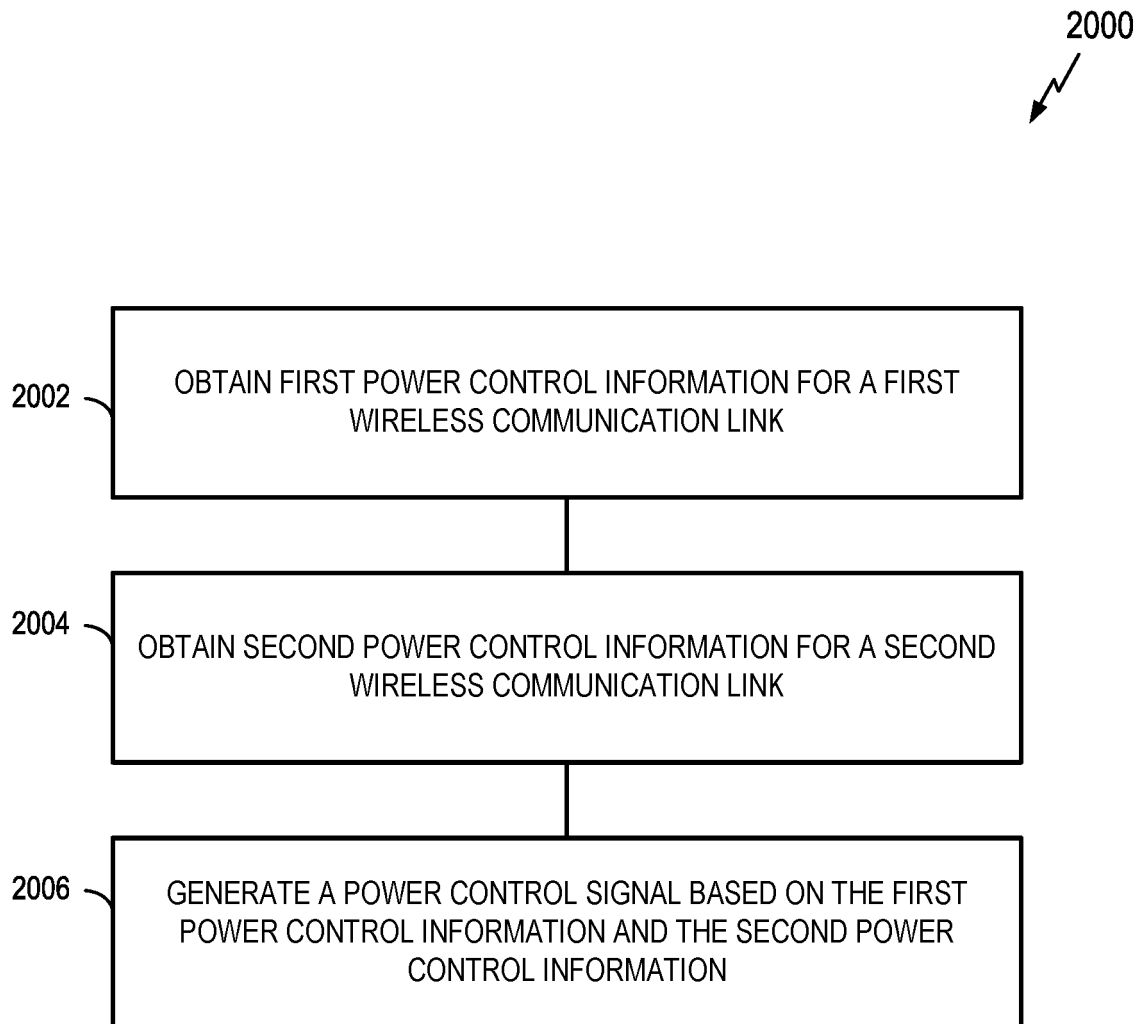 2000
2002
OBTAIN FIRST POWER CONTROL INFORMATION FOR A FIRST
WIRELESS COMMUNICATION LINK
2004
OBTAIN SECOND POWER CONTROL INFORMATION FOR A SECOND
WIRELESS COMMUNICATION LINK
2006
GENERATE A POWER CONTROL SIGNAL BASED ON THE FIRST
POWER CONTROL INFORMATION AND THE SECOND POWER
CONTROL INFORMATION